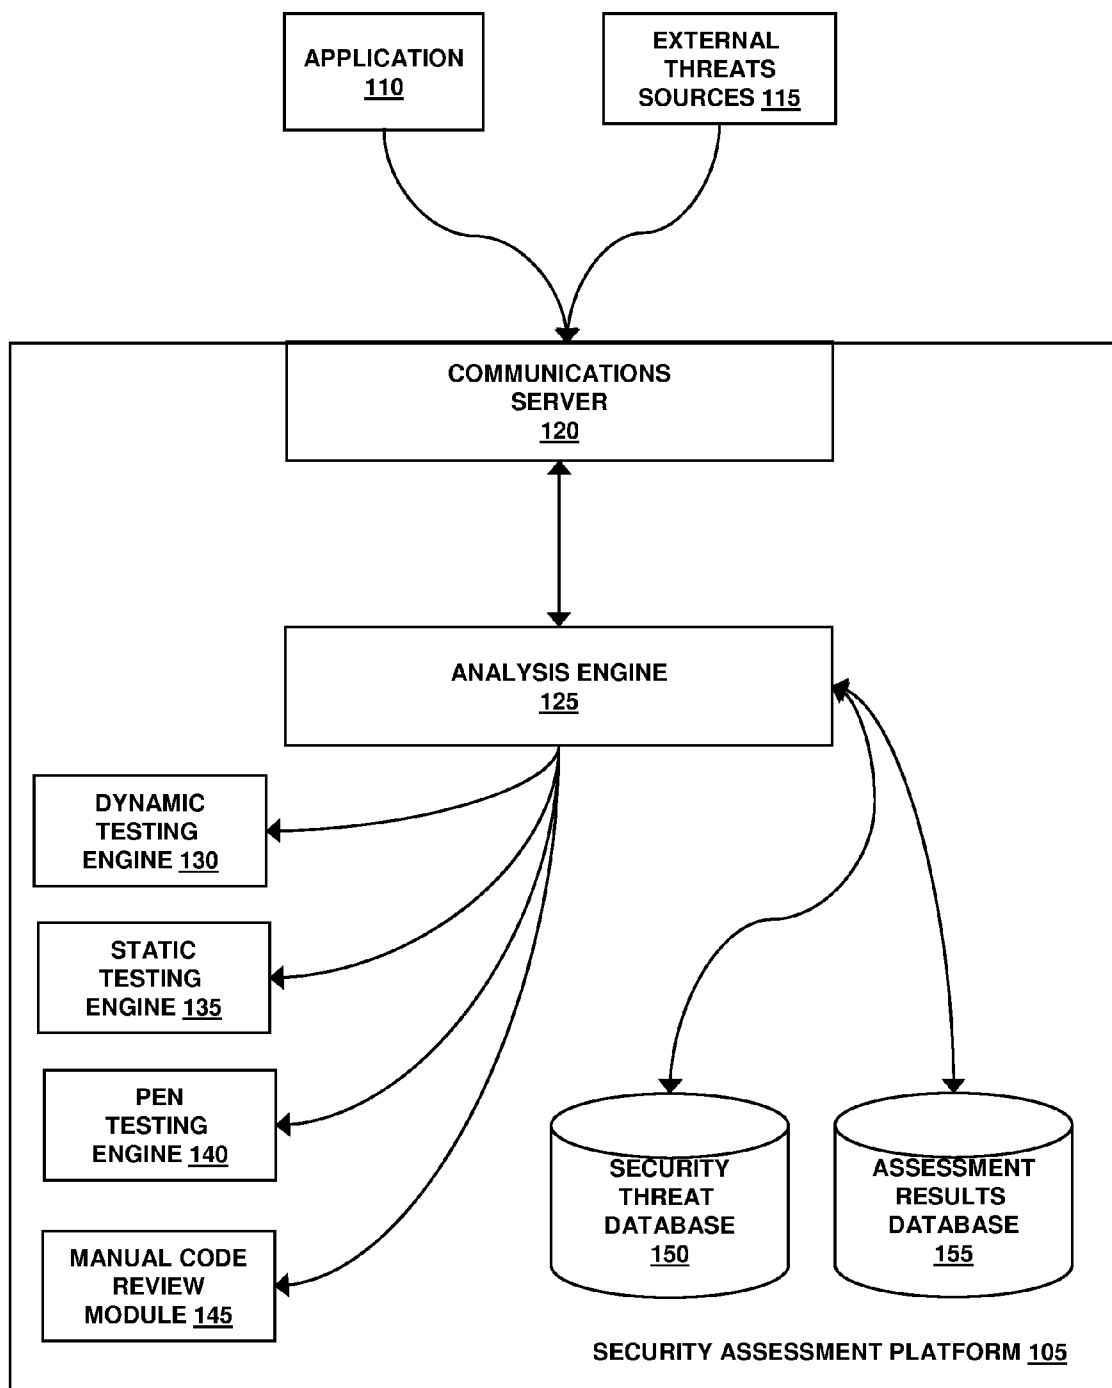 APPLICATION
110
EXTERNAL
THREATS
SOURCES 115
COMMUNICATIONS
SERVER
120
ANALYSIS ENGINE
125
DYNAMIC
TESTING
ENGINE 130
STATIC
TESTING
ENGINE 135
PEN
TESTING
ENGINE 140
MANUAL CODE
REVIEW
MODULE 145
SECURITY
THREAT
DATABASE
150
ASSESSMENT
RESULTS
DATABASE
155
SECURITY ASSESSMENT PLATFORM 105